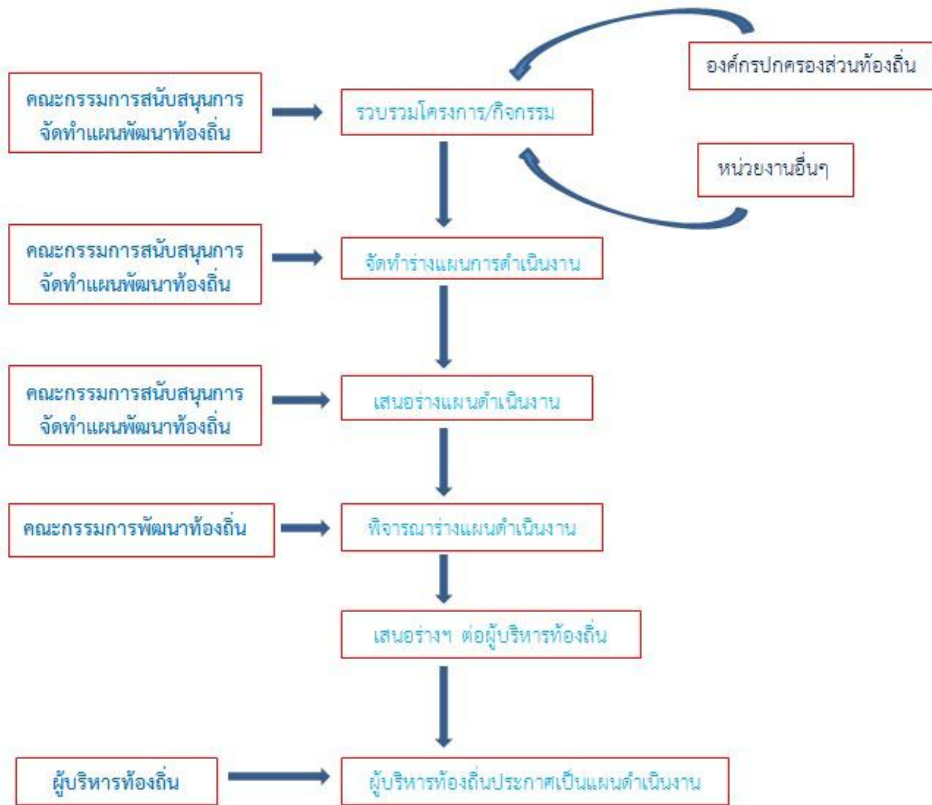 องค์กรปกครองส่วนท้องถิ่น
คณะกรรมการสนับสนุนการ
จัดทำแผนพัฒนาท้องถิ่น
รวบรวมโครงการ/กิจกรรม
หน่วยงานอื่นๆ
คณะกรรมการสนับสนุนการ
จัดทำแผนพัฒนาท้องถิ่น
จัดทำร่างแผนการดำเนินงาน
คณะกรรมการสนับสนุนการ
จัดทำแผนพัฒนาท้องถิ่น
เสนอร่างแผนดำเนินงาน
คณะกรรมการพัฒนาท้องถิ่น
พิจารณาร่างแผนดำเนินงาน
เสนอร่างฯ ต่อผู้บริหารท้องถิ่น
ผู้บริหารท้องถิ่น
ผู้บริหารท้องถิ่นประกาศเป็นแผนดำเนินงาน